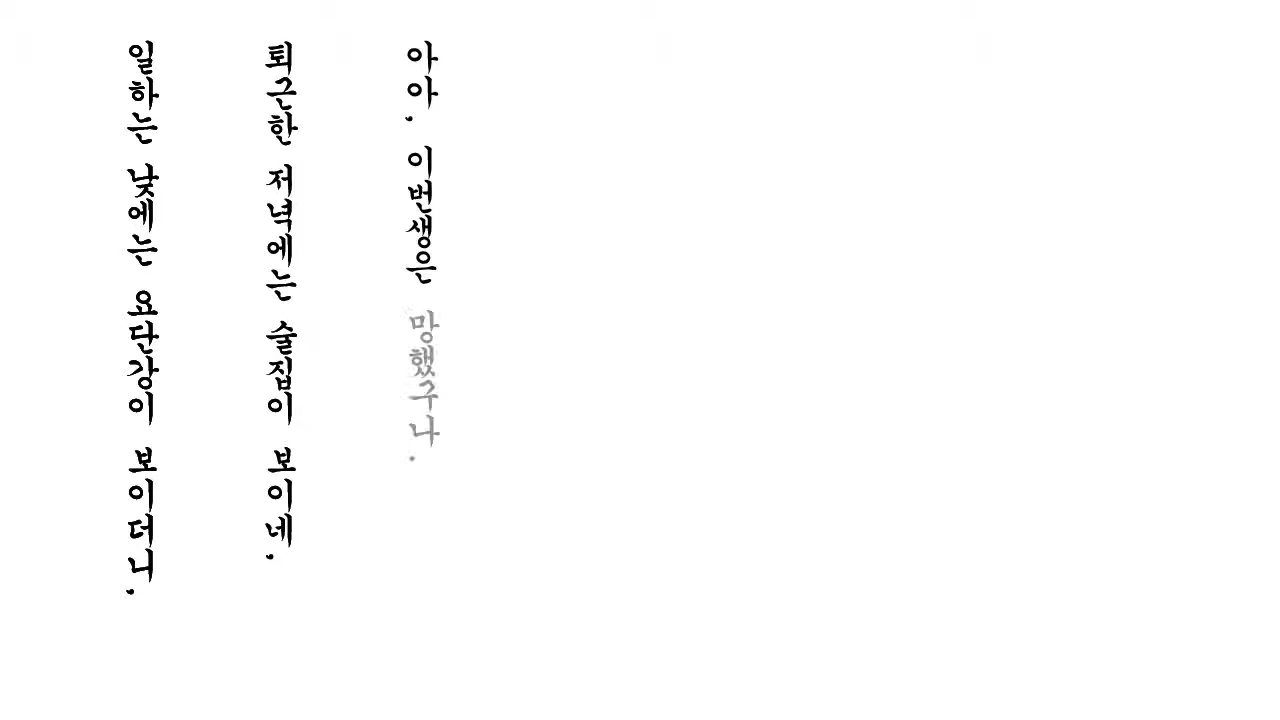 일하는 낮에는 요단강이 보이더니.
퇴근한 저녁에는 술집이 보이네.
아아, 이번생은 망했구나.